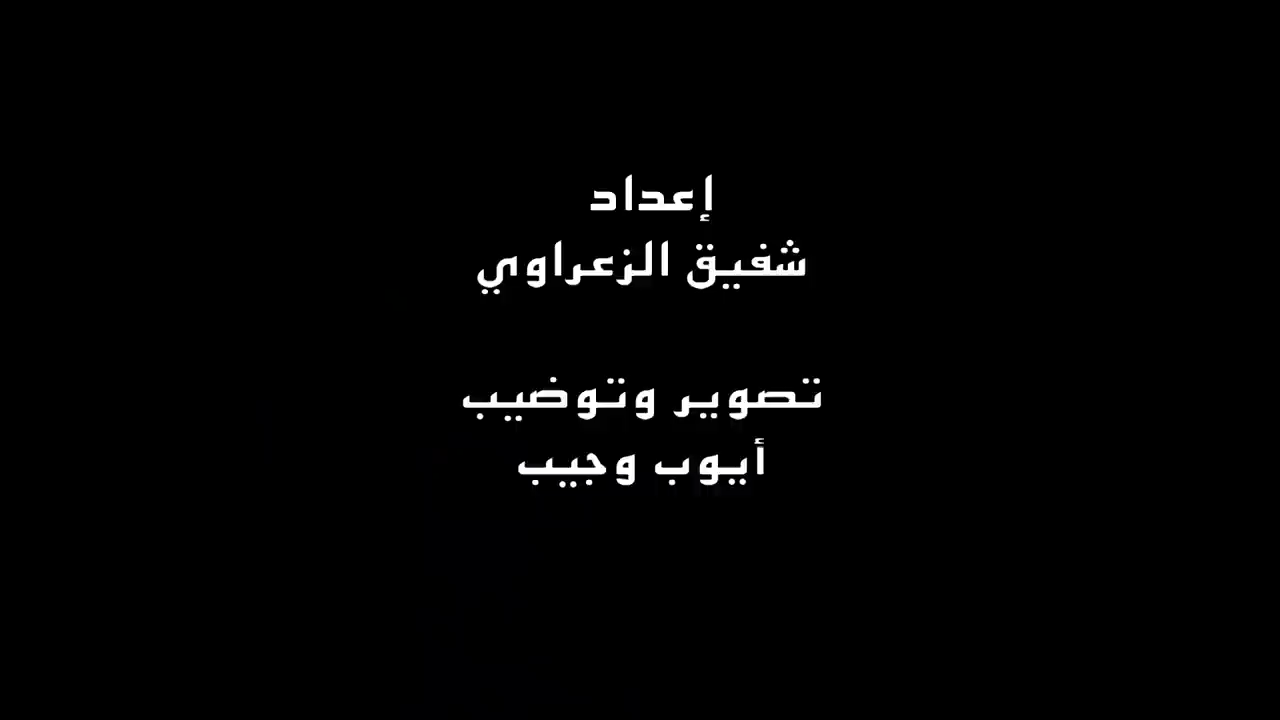 إعداد
شفيق الزعراوي
تصوير وتوضيب
أيوب وجيب